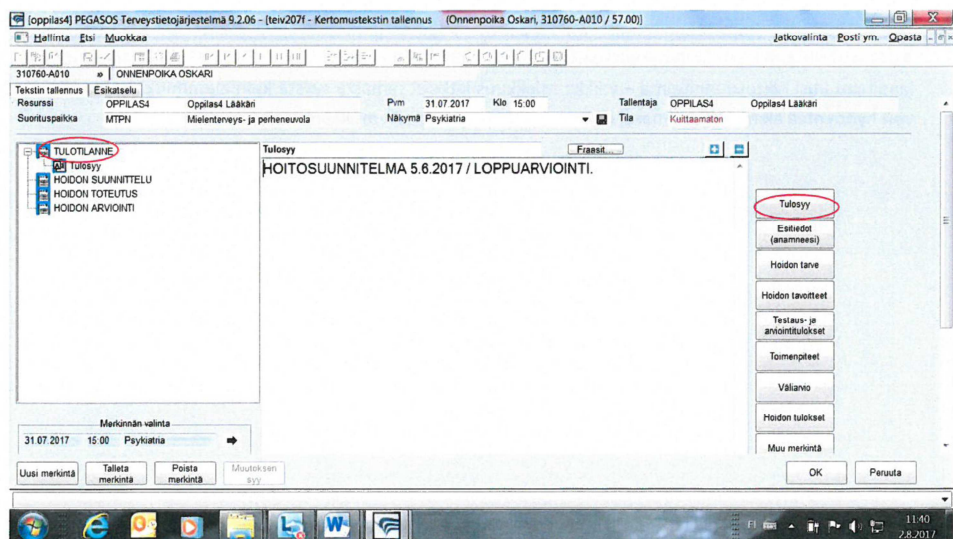 [oppilas4] PEGASOS Terveystietojärjestelmä 9.2.06 - [teiv207f - Kertomustekstin tallennus (Onnenpoika Oskari, 310760-A010 / 57.00)]
Hallinta Etsi Muokkaa Jatkovalinta Posti ym. Opasta
310760-A010 ONNENPOIKA OSKARI
Tekstin tallennus Esikatselu
Resurssi OPPILAS4 Oppilas4 Lääkäri Pvm 31.07.2017 Klo 15:00 Tallentaja OPPILAS4 Oppilas4 Lääkäri
Suorituspaikka MTPN Mielenterveys- ja perheneuvola Näkymä Psykiatria Tila Kuittaamaton
TULOTILANNE
Tulosyy
HOIDON SUUNNITTELU
HOIDON TOTEUTUS
HOIDON ARVIOINTI
Tulosyy Fraasit...
HOITOSUUNNITELMA 5.6.2017 / LOPPUARVIOINTI.
Tulosyy
Esitiedot
(anamneesi)
Hoidon tarve
Hoidon tavoitteet
Testaus- ja
arviointitulokset
Toimenpiteet
Väliarvio
Hoidon tulokset
Muu merkintä
Merkinnän valinta
31.07.2017 15:00 Psykiatria
Uusi merkintä
Talleta
merkintä
Poista
merkintä
Muutoksen
syy
OK Peruuta
FI 11:40
2.8.2017